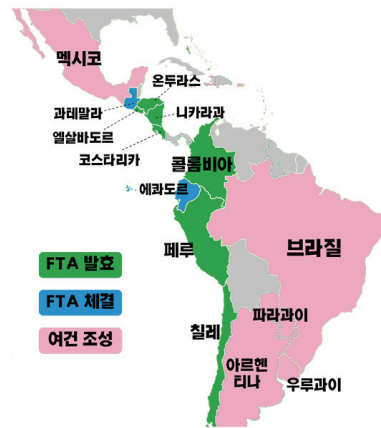 멕시코
온두라스
과테말라
니카라과
엘살바도르
코스타리카
콜롬비아
에콰도르
페루
브라질
FTA 발효
FTA 체결
여건 조성
칠레
파라과이
아르헨
티나
우루과이